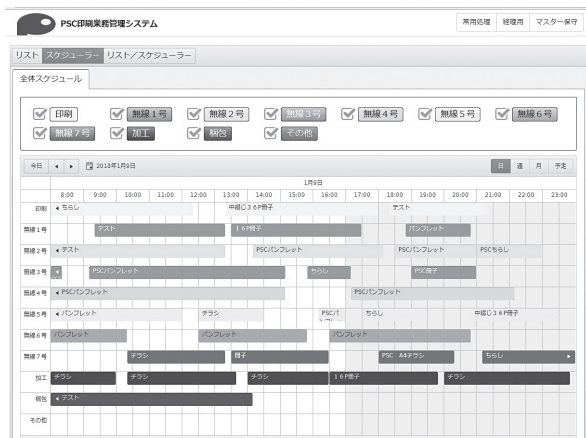 PSC印刷業務管理システム
常用処理 経理用 マスター保守
リスト スケジューラー リスト／スケジューラー
全体スケジュール
印刷 無線１号 無線２号 無線３号 無線４号 無線５号 無線６号
無線７号 加工 梱包 その他
今日 ◂ ▸ 2018年1月9日 日 週 月 予定
1月9日
8:00 9:00 10:00 11:00 12:00 13:00 14:00 15:00 16:00 17:00 18:00 19:00 20:00 21:00 22:00 23:00
印刷 ◂ ちらし 中綴じ３６P冊子 テスト
無線１号 テスト １６P冊子 パンフレット
無線２号 ◂ テスト PSCパンフレット PSCパンフレット PSCちらし
無線３号 ◂ PSCパンフレット ちらし PSC冊子
無線４号 ◂ PSCパンフレット PSCパンフレット
無線５号 ◂ パンフレット チラシ PSCパ ちらし 中綴じ３６P冊子
無線６号 パンフレット パンフレット パンフレット
無線７号 チラシ 冊子 PSC A4チラシ ちらし ▸
加工 チラシ チラシ チラシ １６P冊子 チラシ
梱包 ◂ テスト
その他